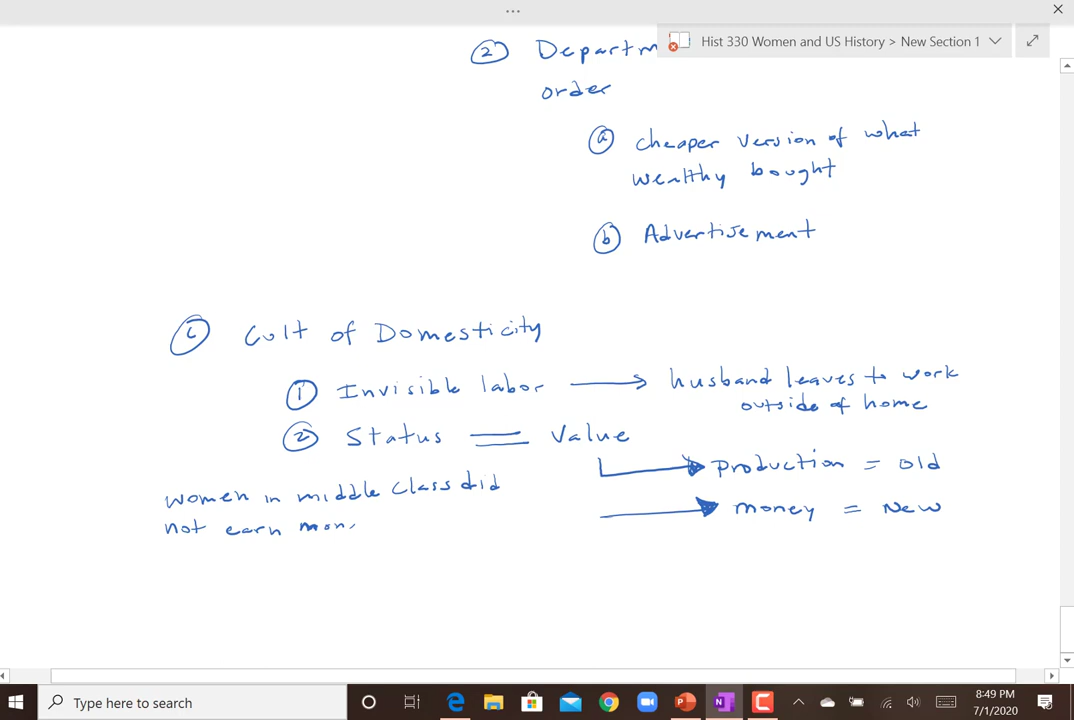 ...
Hist 330 Women and US History > New Section 1
② Departm
order
ⓐ cheaper version of what
wealthy bought
ⓑ Advertisement
Ⓒ Cult of Domesticity
① Invisible labor → husband leaves to work
outside of home
② Status = Value
→ production = old
→ money = New
women in middle class did
not earn mon
Type here to search
8:49 PM
7/1/2020